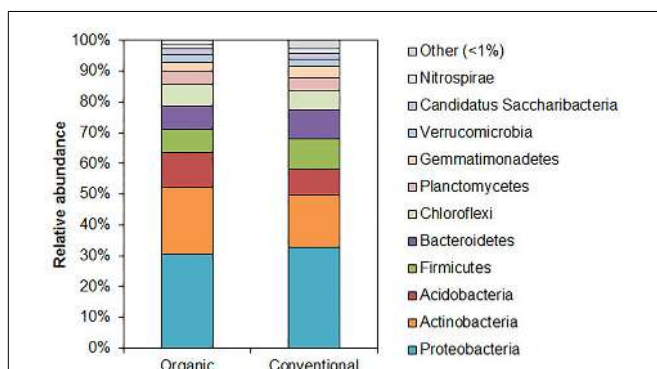 100%
90%
80%
70%
60%
50%
40%
30%
20%
10%
0%
Relative abundance
Organic Conventional
Other (<1%)
Nitrospirae
Candidatus Saccharibacteria
Verrucomicrobia
Gemmatimonadetes
Planctomycetes
Chloroflexi
Bacteroidetes
Firmicutes
Acidobacteria
Actinobacteria
Proteobacteria